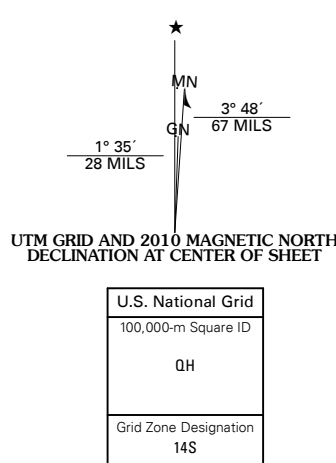 ★
MN
3° 48´
67 MILS
GN
1° 35´
28 MILS
UTM GRID AND 2010 MAGNETIC NORTH
DECLINATION AT CENTER OF SHEET
U.S. National Grid
100,000-m Square ID
QH
Grid Zone Designation
14S